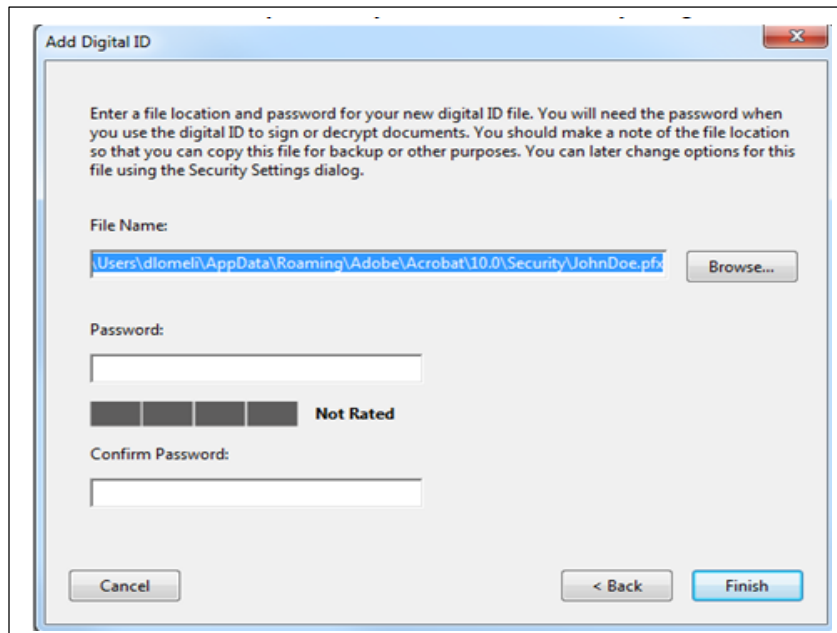 Add Digital ID
Enter a file location and password for your new digital ID file. You will need the password when
you use the digital ID to sign or decrypt documents. You should make a note of the file location
so that you can copy this file for backup or other purposes. You can later change options for this
file using the Security Settings dialog.
File Name:
\Users\dlomeli\AppData\Roaming\Adobe\Acrobat\10.0\Security\JohnDoe.pfx
Browse...
Password:
Not Rated
Confirm Password:
Cancel
< Back
Finish